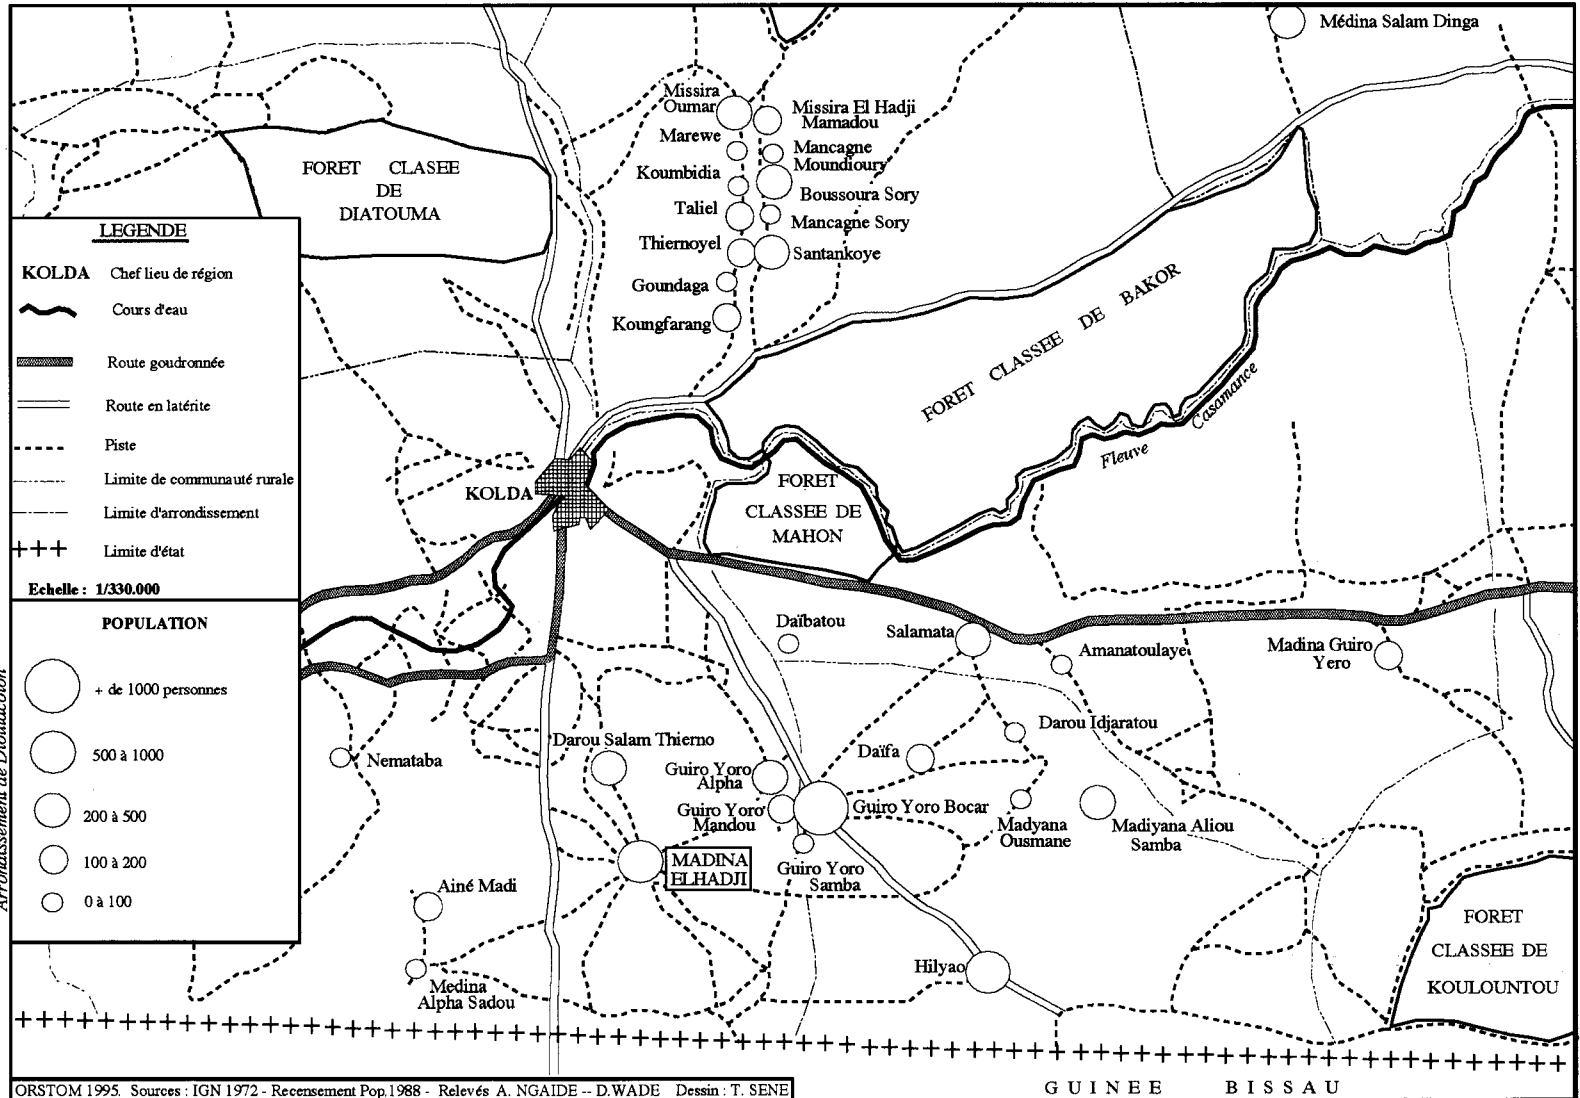 Médina Salam Dinga
Missira
Oumar
Missira El Hadji
Mamadou
Marewe
Mancagne
Moundioury
Koumbidia
Boussoura Sory
Taliel
Mancagne Sory
Thiernoyel
Santankoye
Goundaga
Koungfarang
FORET CLASEE
DE
DIATOUMA
FORET CLASSEE DE BAKOR
Fleuve Casamance
FORET
CLASSEE DE
MAHON
KOLDA
LEGENDE
KOLDA Chef lieu de région
Cours d'eau
Route goudronnée
Route en latérite
Piste
Limite de communauté rurale
Limite d'arrondissement
Limite d'état
Echelle : 1/330.000
POPULATION
+ de 1000 personnes
500 à 1000
200 à 500
100 à 200
0 à 100
Arrondissement de Dioulacolon
Daïbatou
Salamata
Amanatoulaye
Madina Guiro
Yero
Nemataba
Darou Salam Thierno
Guiro Yoro
Alpha
Guiro Yoro
Mandou
Guiro Yoro Bocar
Guiro Yoro
Samba
Daïfa
Darou Idjaratou
Madyana
Ousmane
Madiyana Aliou
Samba
MADINA
ELHADJI
Ainé Madi
Medina
Alpha Sadou
Hilyao
FORET
CLASSEE DE
KOULOUNTOU
GUINEE BISSAU
ORSTOM 1995. Sources : IGN 1972 - Recensement Pop.1988 - Relevés A. NGAIDE -- D.WADE Dessin : T. SENE